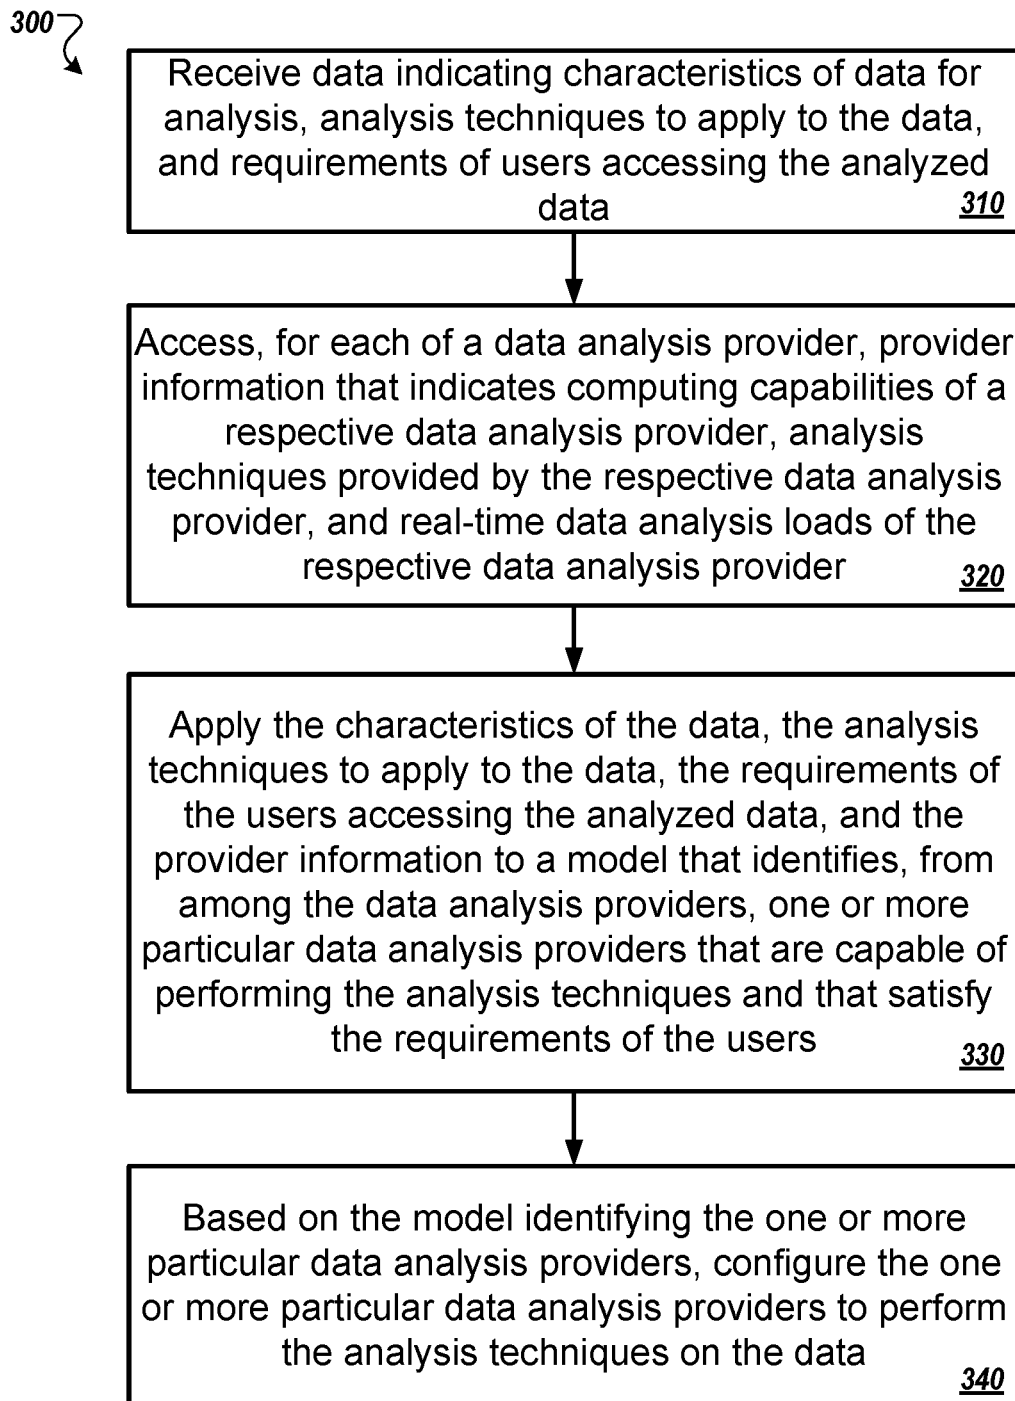 300
Receive data indicating characteristics of data for
analysis, analysis techniques to apply to the data,
and requirements of users accessing the analyzed
data
310
Access, for each of a data analysis provider, provider
information that indicates computing capabilities of a
respective data analysis provider, analysis
techniques provided by the respective data analysis
provider, and real-time data analysis loads of the
respective data analysis provider
320
Apply the characteristics of the data, the analysis
techniques to apply to the data, the requirements of
the users accessing the analyzed data, and the
provider information to a model that identifies, from
among the data analysis providers, one or more
particular data analysis providers that are capable of
performing the analysis techniques and that satisfy
the requirements of the users
330
Based on the model identifying the one or more
particular data analysis providers, configure the one
or more particular data analysis providers to perform
the analysis techniques on the data
340